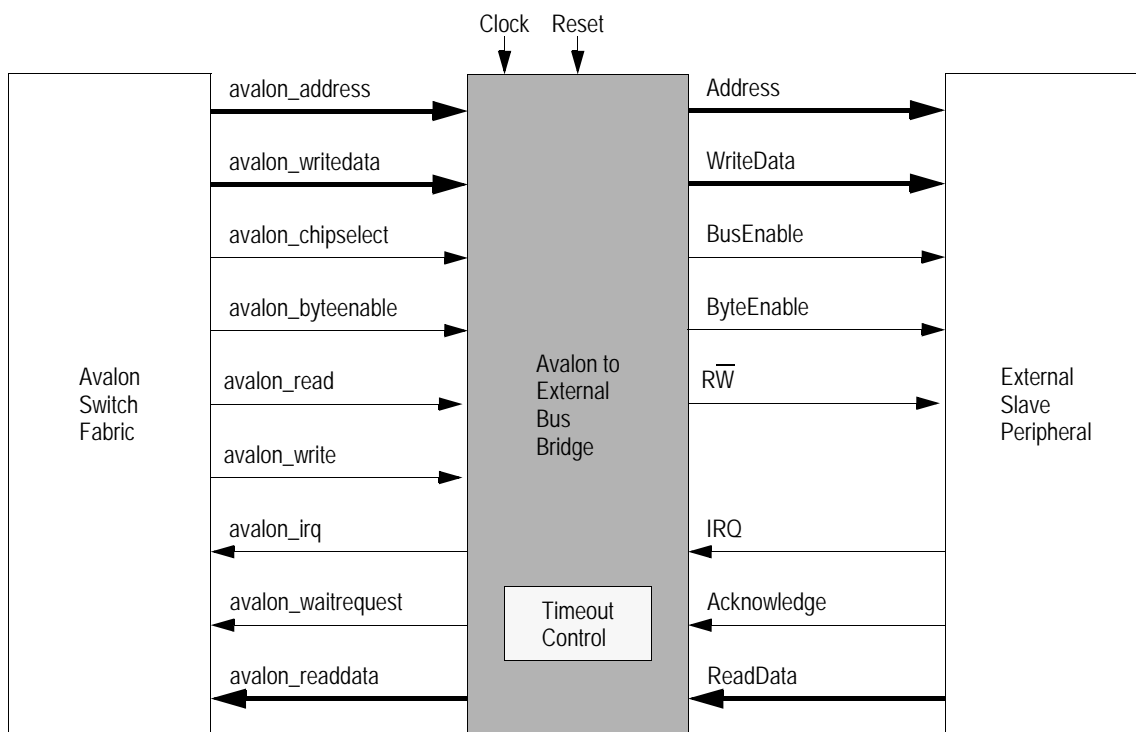 Clock Reset
avalon_address
Address
avalon_writedata
WriteData
avalon_chipselect
BusEnable
avalon_byteenable
ByteEnable
Avalon
Switch
Fabric
avalon_read
Avalon to
External
Bus
Bridge
RW̅
External
Slave
Peripheral
avalon_write
avalon_irq
IRQ
avalon_waitrequest
Timeout
Control
Acknowledge
avalon_readdata
ReadData